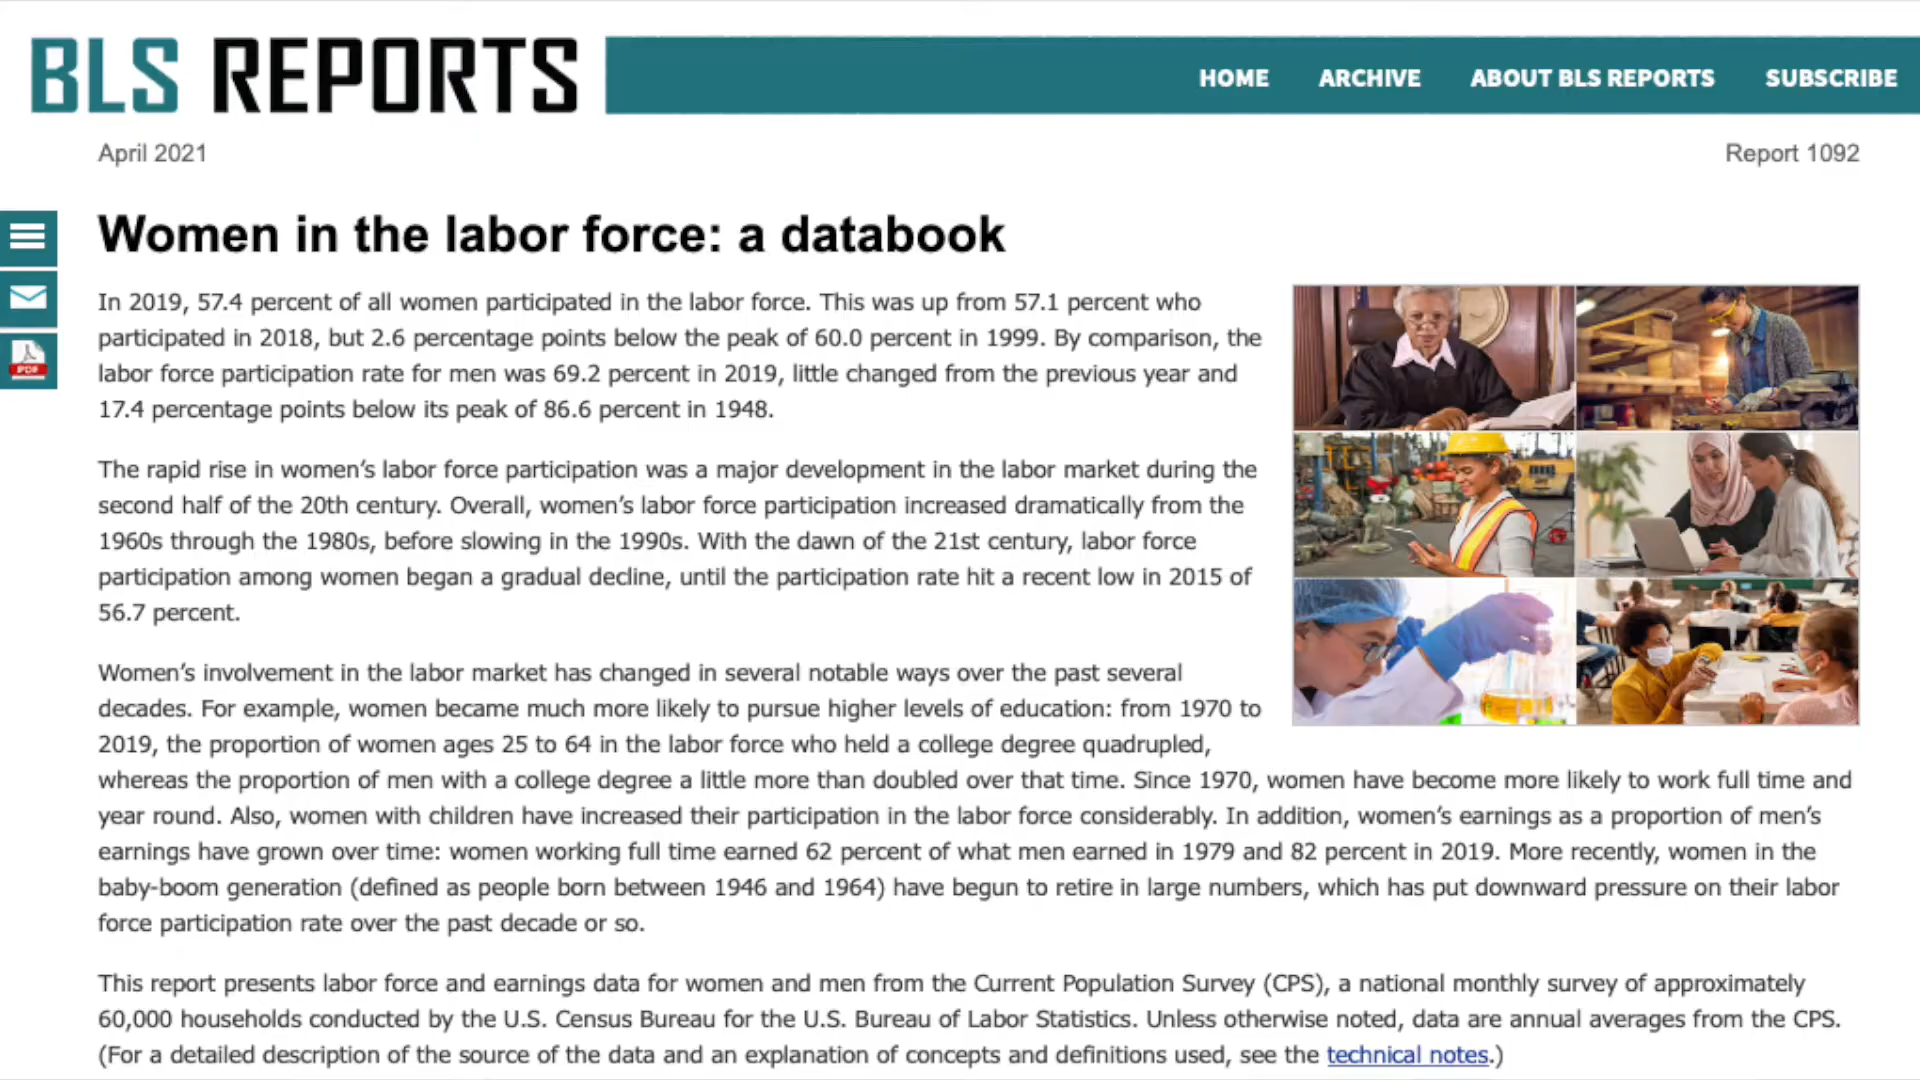 BLS REPORTS
HOME ARCHIVE ABOUT BLS REPORTS SUBSCRIBE
April 2021
Report 1092
Women in the labor force: a databook
In 2019, 57.4 percent of all women participated in the labor force. This was up from 57.1 percent who
participated in 2018, but 2.6 percentage points below the peak of 60.0 percent in 1999. By comparison, the
labor force participation rate for men was 69.2 percent in 2019, little changed from the previous year and
17.4 percentage points below its peak of 86.6 percent in 1948.
The rapid rise in women’s labor force participation was a major development in the labor market during the
second half of the 20th century. Overall, women’s labor force participation increased dramatically from the
1960s through the 1980s, before slowing in the 1990s. With the dawn of the 21st century, labor force
participation among women began a gradual decline, until the participation rate hit a recent low in 2015 of
56.7 percent.
Women’s involvement in the labor market has changed in several notable ways over the past several
decades. For example, women became much more likely to pursue higher levels of education: from 1970 to
2019, the proportion of women ages 25 to 64 in the labor force who held a college degree quadrupled,
whereas the proportion of men with a college degree a little more than doubled over that time. Since 1970, women have become more likely to work full time and
year round. Also, women with children have increased their participation in the labor force considerably. In addition, women’s earnings as a proportion of men’s
earnings have grown over time: women working full time earned 62 percent of what men earned in 1979 and 82 percent in 2019. More recently, women in the
baby-boom generation (defined as people born between 1946 and 1964) have begun to retire in large numbers, which has put downward pressure on their labor
force participation rate over the past decade or so.
This report presents labor force and earnings data for women and men from the Current Population Survey (CPS), a national monthly survey of approximately
60,000 households conducted by the U.S. Census Bureau for the U.S. Bureau of Labor Statistics. Unless otherwise noted, data are annual averages from the CPS.
(For a detailed description of the source of the data and an explanation of concepts and definitions used, see the technical notes.)
PDF